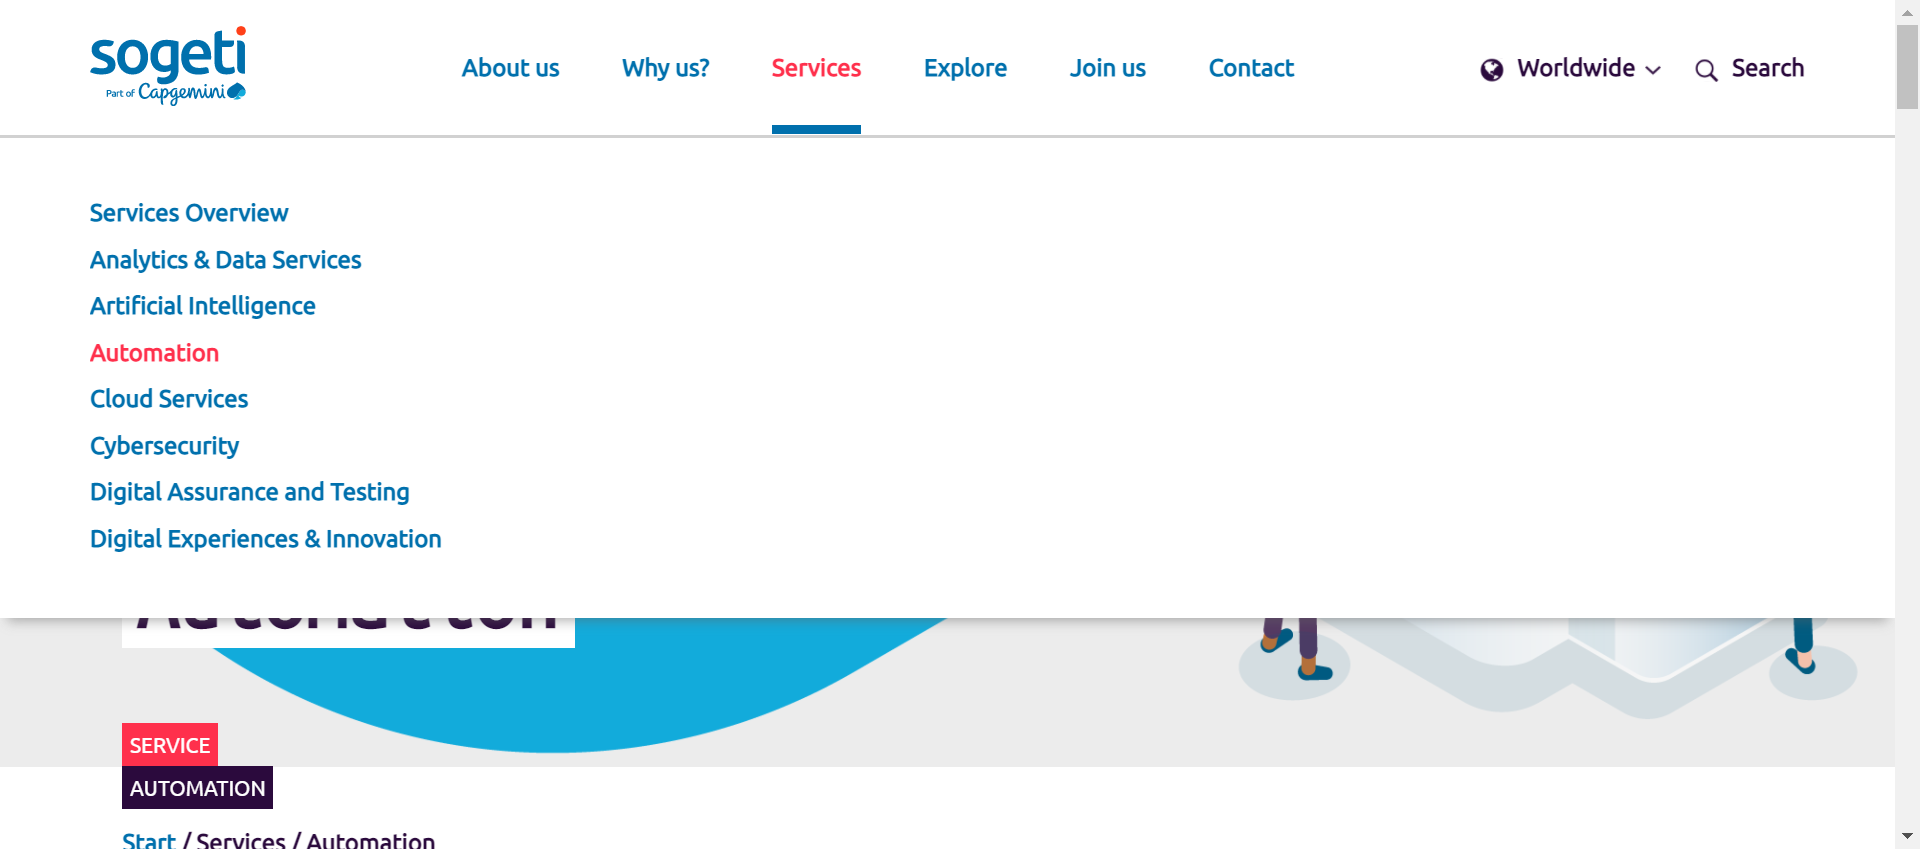 sogeti
Part of Capgemini
About us
Why us?
Services
Explore
Join us
Contact
Worldwide
Search
Services Overview
Analytics & Data Services
Artificial Intelligence
Automation
Cloud Services
Cybersecurity
Digital Assurance and Testing
Digital Experiences & Innovation
Automation
SERVICE
AUTOMATION
Start / Services / Automation